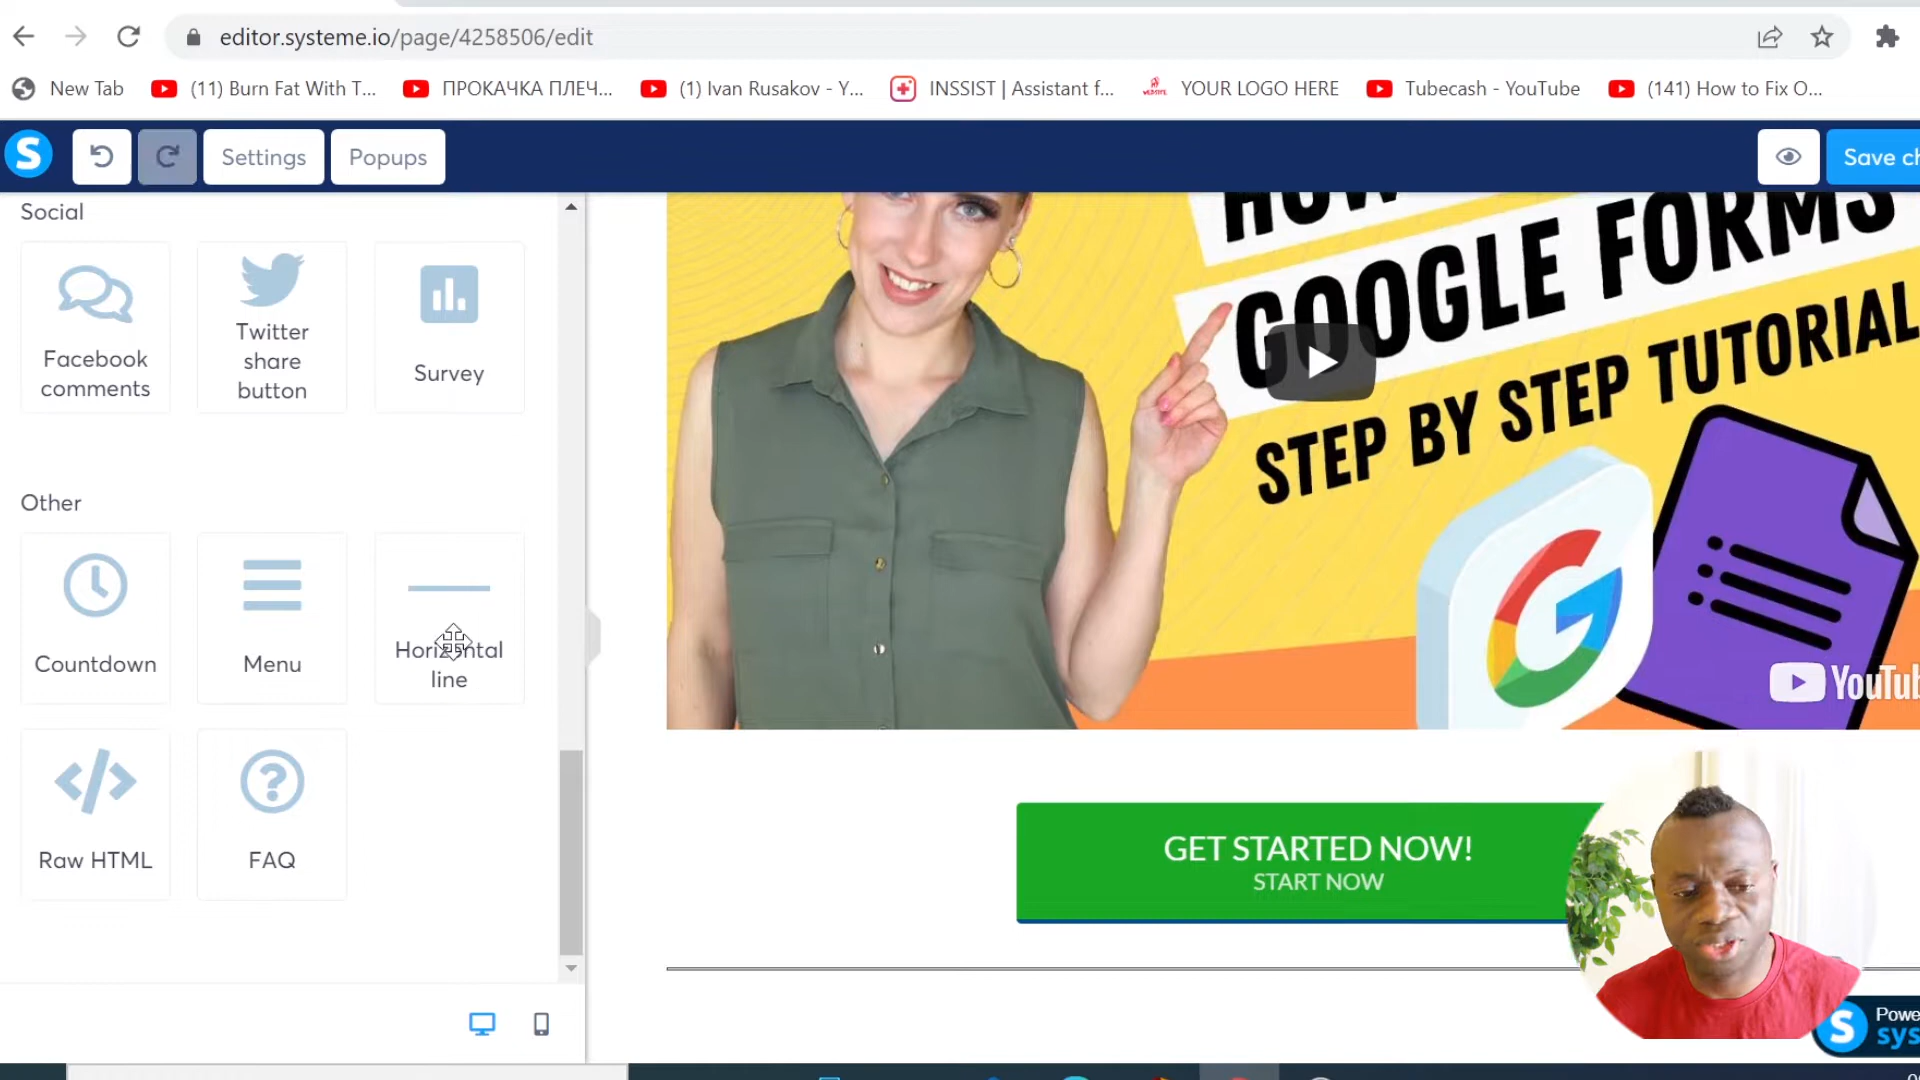 editor.systeme.io/page/4258506/edit
New Tab
(11) Burn Fat With T...
ПРОКАЧКА ПЛЕЧ...
(1) Ivan Rusakov - Y...
INSSIST | Assistant f...
YOUR LOGO HERE
Tubecash - YouTube
(141) How to Fix O...
S
Settings
Popups
Save ch
Social
Facebook
comments
Twitter
share
button
Survey
Other
Countdown
Menu
Horizontal
line
Raw HTML
FAQ
HOW
GOOGLE FORMS
STEP BY STEP TUTORIAL
G
YouTub
GET STARTED NOW!
START NOW
S
Powe
sys